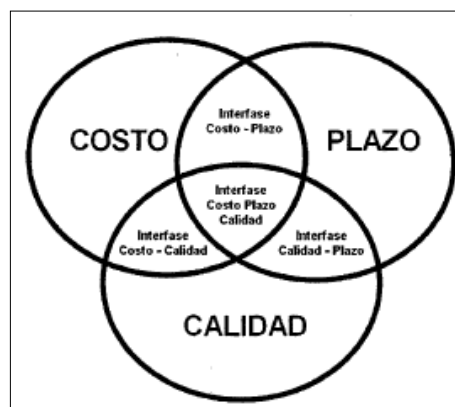 Interfase
Costo - Plazo
COSTO
PLAZO
Interfase
Costo Plazo
Calidad
Interfase
Costo - Calidad
Interfase
Calidad - Plazo
CALIDAD